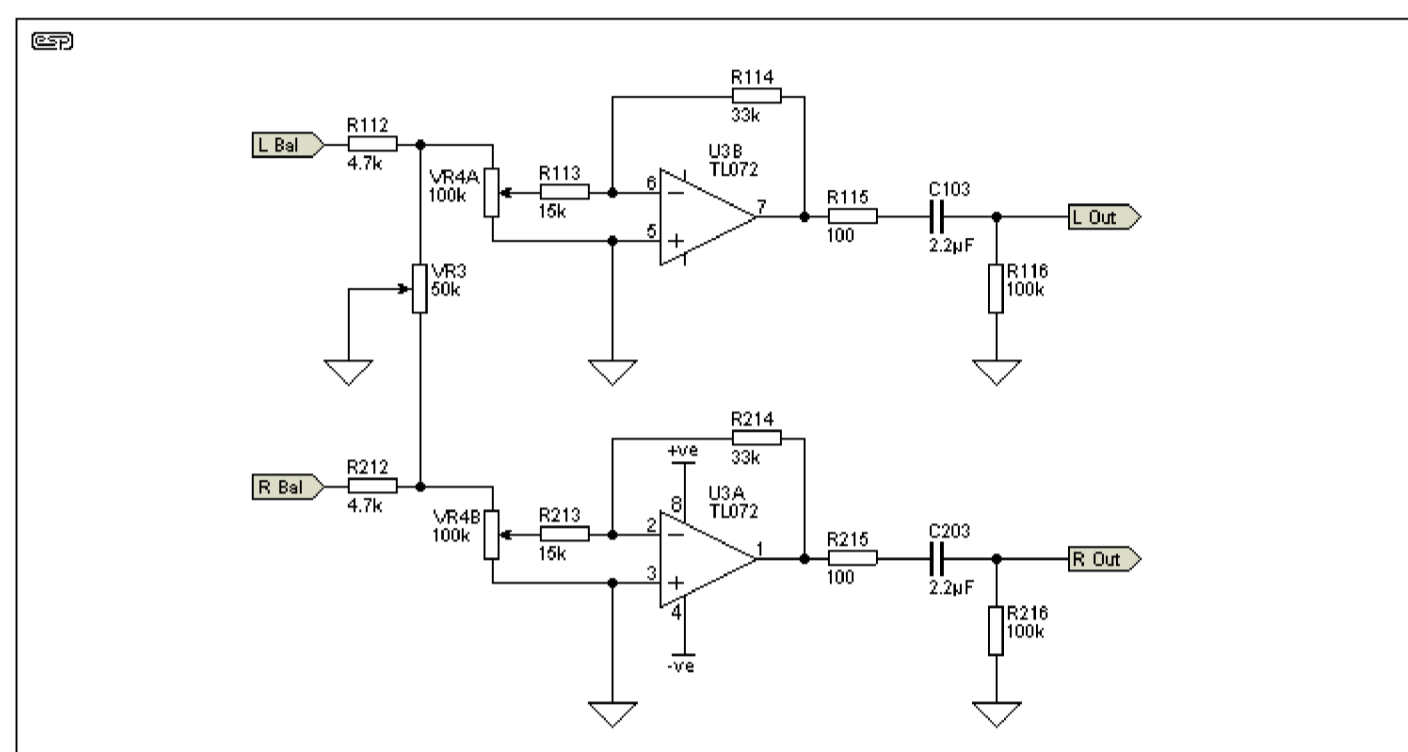 esp
R114
33k
L Bal
R112
4.7k
VR4A
100k
R113
15k
U3B
TL072
6
5
7
R115
100
C103
2.2µF
L Out
R116
100k
VR3
50k
R214
33k
+ve
R Bal
R212
4.7k
VR4B
100k
R213
15k
U3A
TL072
8
2
3
1
4
-ve
R215
100
C203
2.2µF
R Out
R216
100k